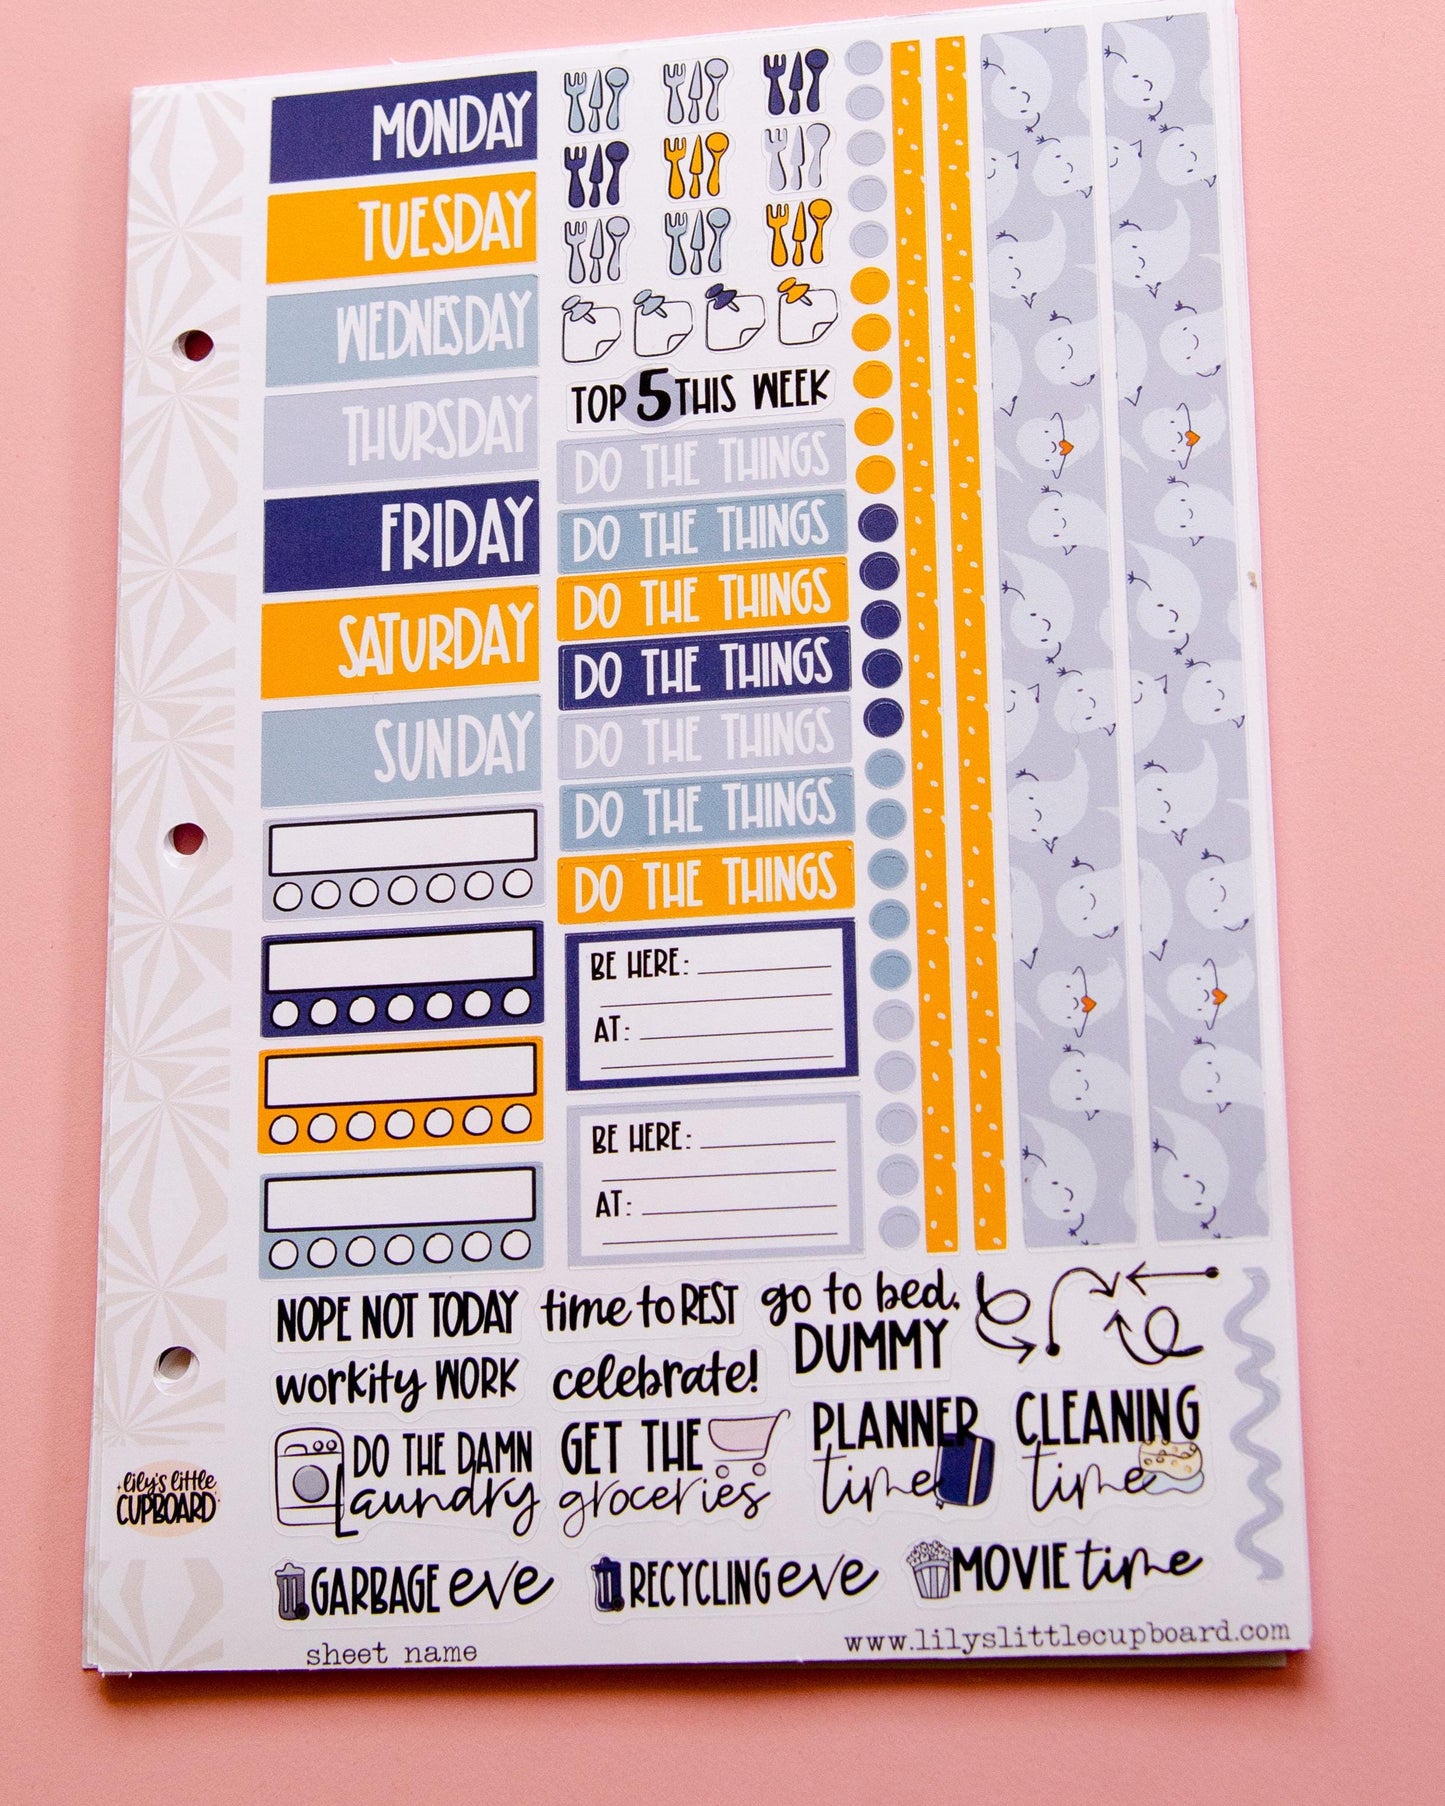 MONDAY
TUESDAY
WEDNESDAY
THURSDAY
FRIDAY
SATURDAY
SUNDAY
TOP 5 THIS WEEK
DO THE THINGS
DO THE THINGS
DO THE THINGS
DO THE THINGS
DO THE THINGS
DO THE THINGS
DO THE THINGS
BE HERE:
AT:
BE HERE:
AT:
NOPE NOT TODAY
time to REST
go to bed,
DUMMY
workity WORK
celebrate!
DO THE DAMN
Laundry
GET THE
groceries
PLANNER
time
CLEANING
time
GARBAGE eve
RECYCLING eve
MOVIE time
lily's little
CUPBOARD
sheet name
www.lilyslittlecupboard.com